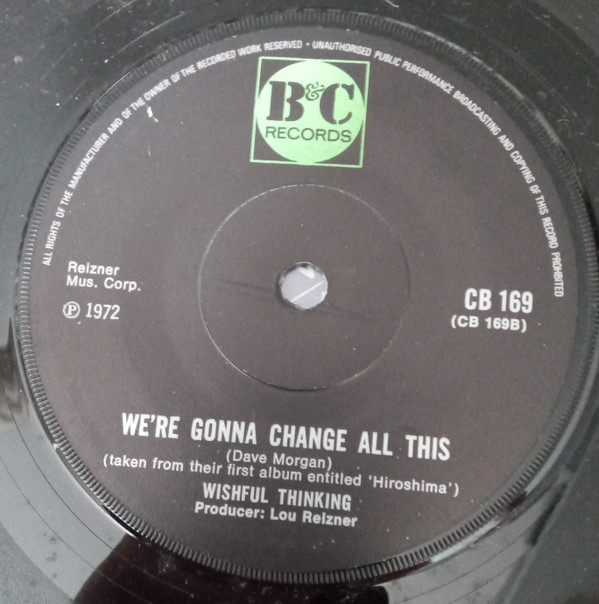 ALL RIGHTS OF THE MANUFACTURER AND OF THE OWNER OF THE RECORDED WORK RESERVED • UNAUTHORISED PUBLIC PERFORMANCE BROADCASTING AND COPYING OF THIS RECORD PROHIBITED
B&C
RECORDS
Reizner
Mus. Corp.
℗ 1972
CB 169
(CB 169B)
WE'RE GONNA CHANGE ALL THIS
(Dave Morgan)
(taken from their first album entitled 'Hiroshima')
WISHFUL THINKING
Producer: Lou Reizner